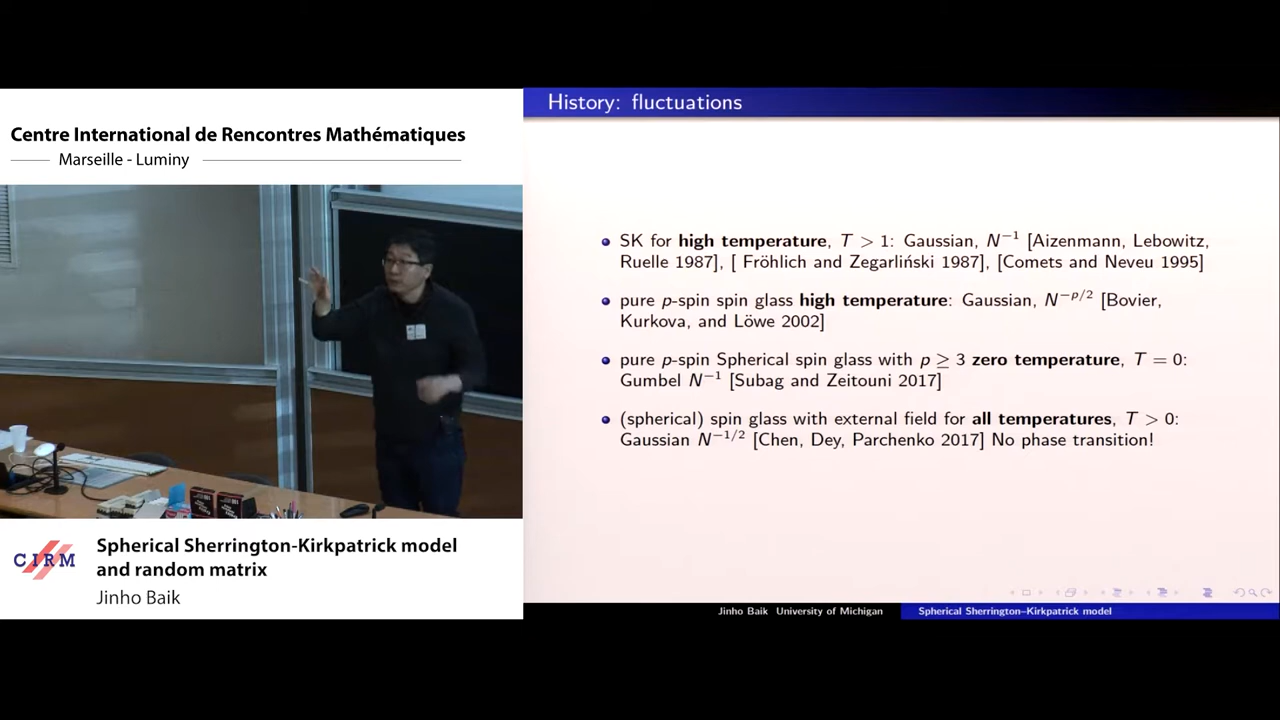 Centre International de Rencontres Mathématiques
Marseille - Luminy
History: fluctuations
SK for high temperature, T > 1: Gaussian, N⁻¹ [Aizenmann, Lebowitz,
Ruelle 1987], [ Fröhlich and Zegarliński 1987], [Comets and Neveu 1995]
pure p-spin spin glass high temperature: Gaussian, N^{-p/2} [Bovier,
Kurkova, and Löwe 2002]
pure p-spin Spherical spin glass with p ≥ 3 zero temperature, T = 0:
Gumbel N⁻¹ [Subag and Zeitouni 2017]
(spherical) spin glass with external field for all temperatures, T > 0:
Gaussian N^{-1/2} [Chen, Dey, Parchenko 2017] No phase transition!
CIRM
Spherical Sherrington-Kirkpatrick model
and random matrix
Jinho Baik
Jinho Baik University of Michigan
Spherical Sherrington–Kirkpatrick model